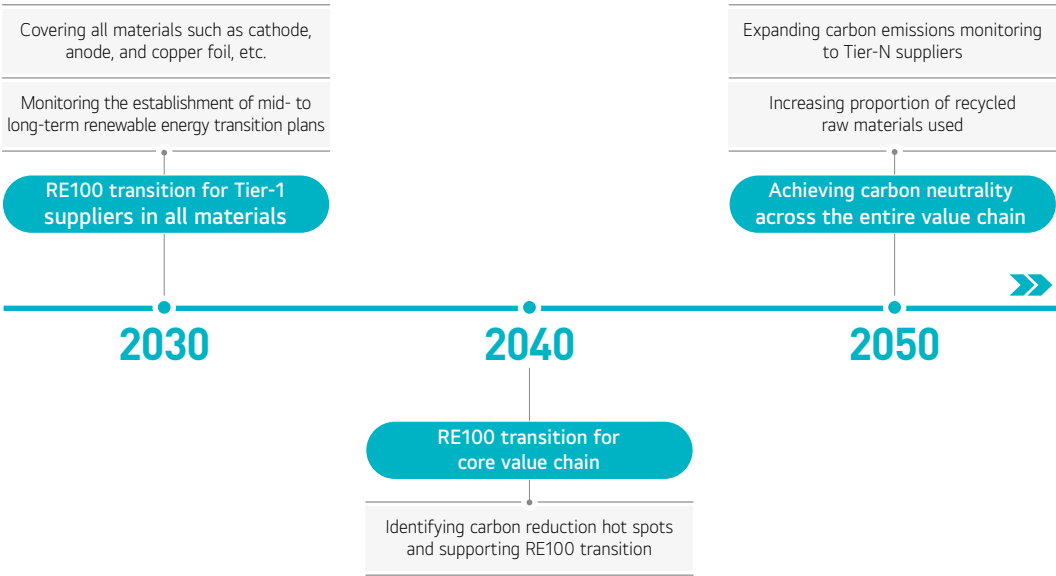 Covering all materials such as cathode,
anode, and copper foil, etc.
Monitoring the establishment of mid- to
long-term renewable energy transition plans
RE100 transition for Tier-1
suppliers in all materials
2030
2040
RE100 transition for
core value chain
Identifying carbon reduction hot spots
and supporting RE100 transition
Expanding carbon emissions monitoring
to Tier-N suppliers
Increasing proportion of recycled
raw materials used
Achieving carbon neutrality
across the entire value chain
2050